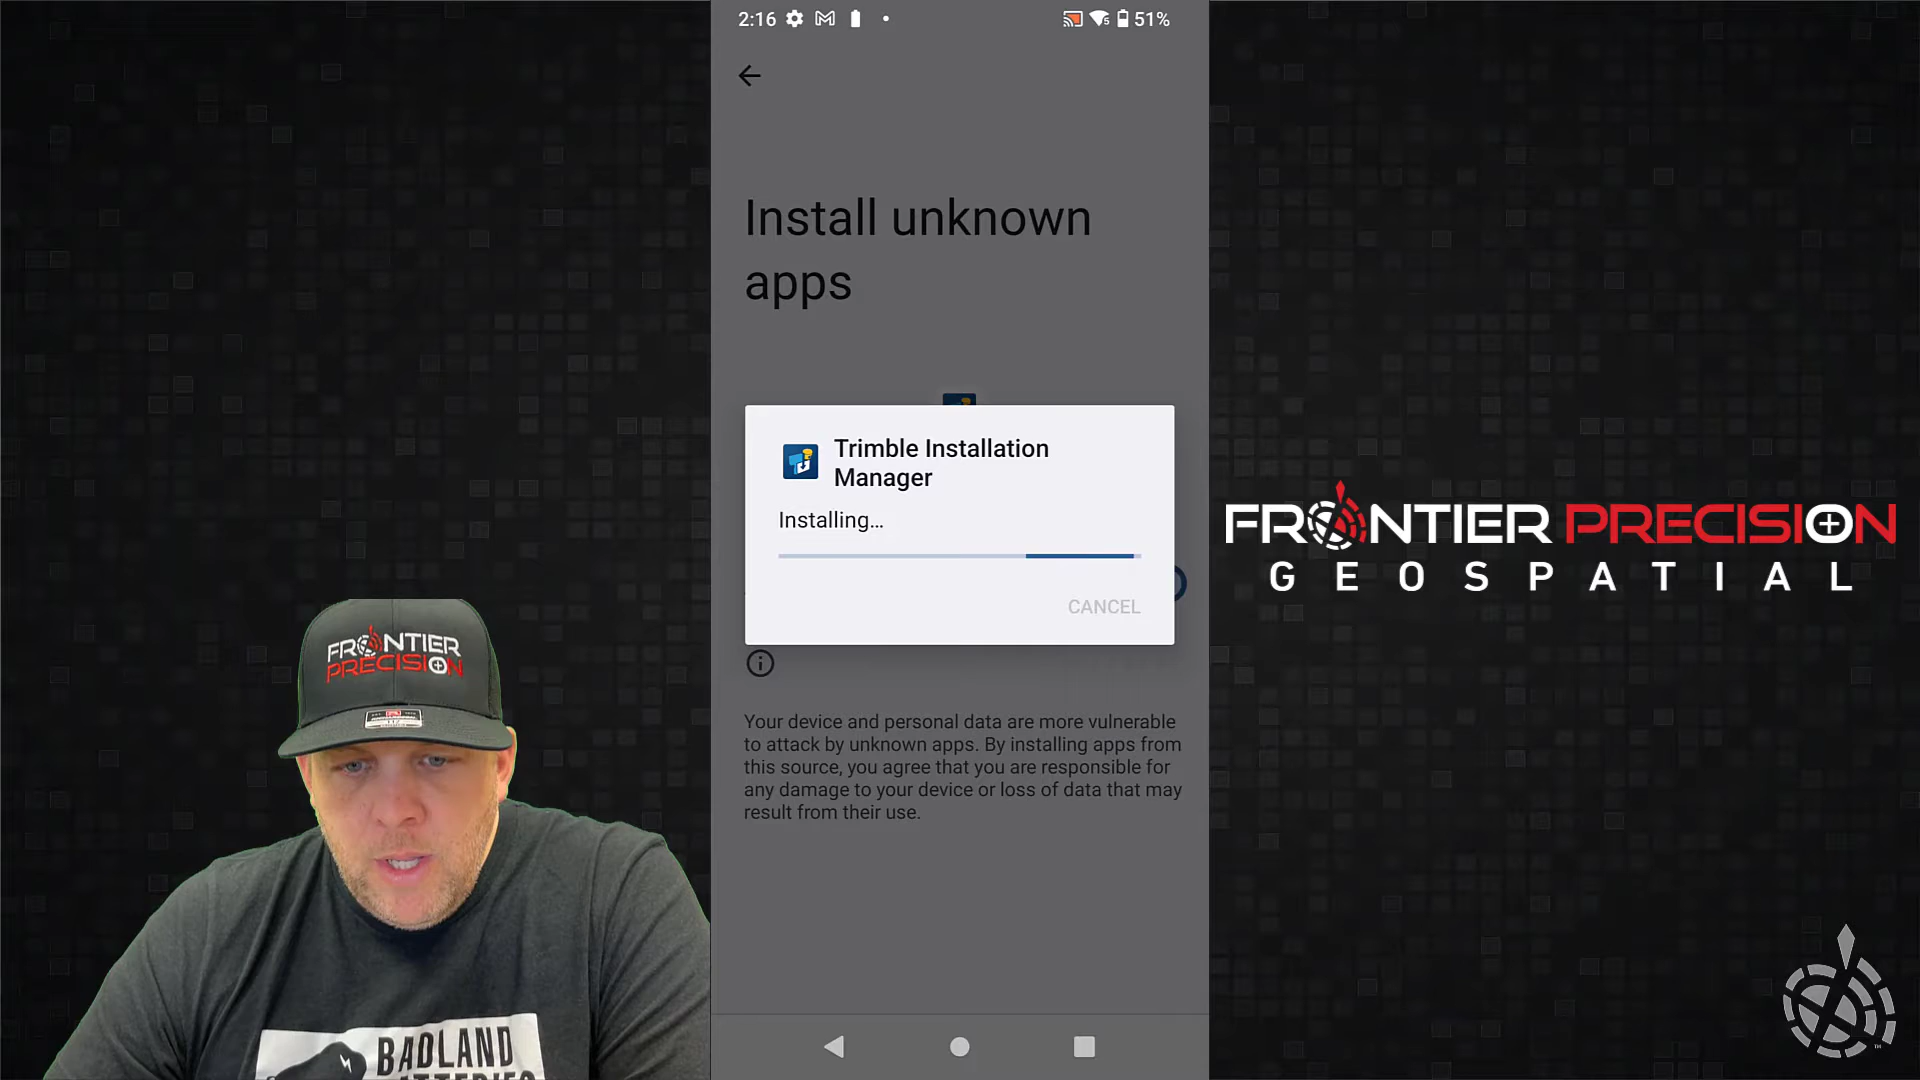 2:16
51%
Install unknown
apps
Trimble Installation
Manager
Installing...
CANCEL
Your device and personal data are more vulnerable
to attack by unknown apps. By installing apps from
this source, you agree that you are responsible for
any damage to your device or loss of data that may
result from their use.
FRONTIER
PRECISION
BADLAND
FRONTIER PRECISION
GEOSPATIAL